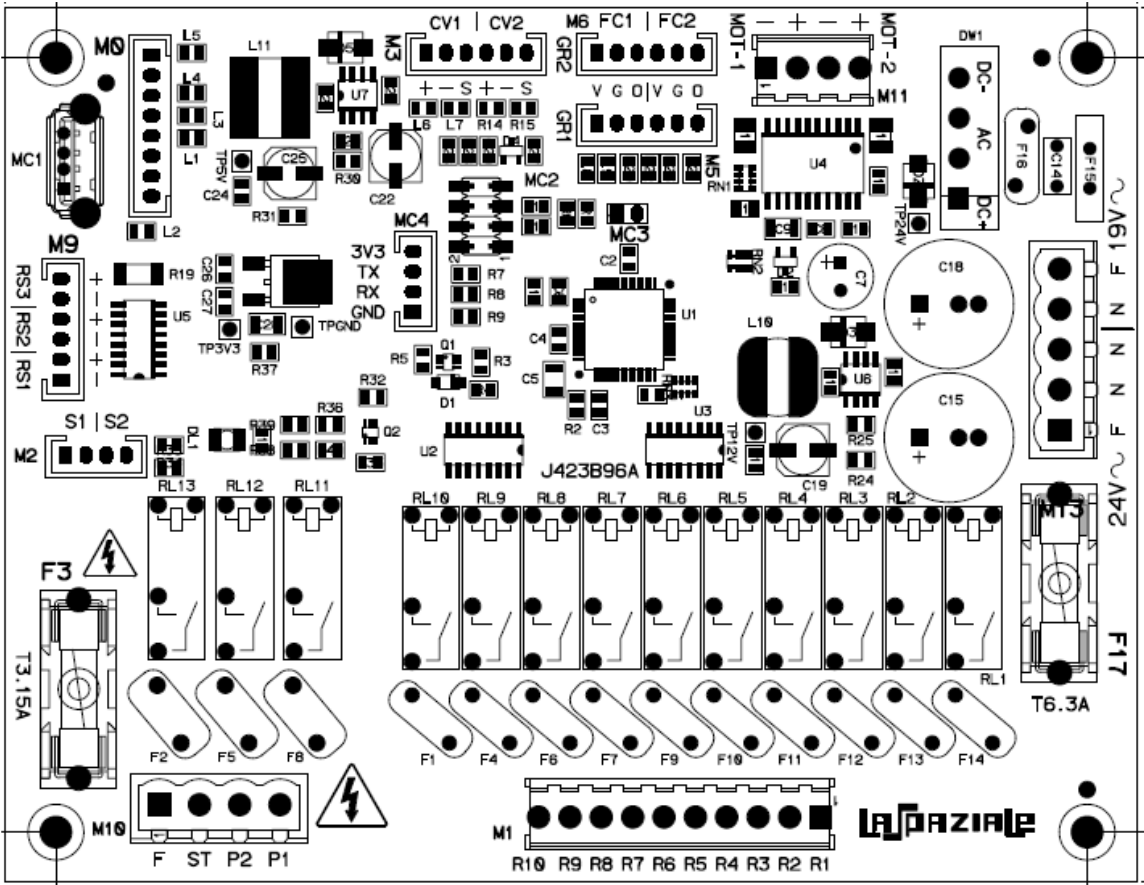 CV1 | CV2
M6 FC1 | FC2
MOT-1
- + - +
MOT-2
DW1
M0
L5
L11
M3
GR2
DC-
U7
M11
L4
+ - S + - S
V G O | V G O
AC
L3
L6 L7 R14 R15
GR1
F16
C14
F15
MC1
L1
TP5V
C25
R30
U4
M5
RN1
C24
C22
MC2
DC+
R31
MC4
MC3
TP24V
L2
C9
M9
3V3
C2
RN2
C7
C18
F 16V~
RS3
R19
C26
TX
R7
RS2
U5
C27
RX
R8
U1
N
RS1
GND
R9
TP3V3
TPGND
C4
L10
N
R37
R5
Q1
R3
U6
C5
D1
R32
C15
N
S1 | S2
R36
Q2
R2
C3
U3
TP12V
R25
F
M2
DL1
U2
J423B96A
C19
R24
24V~
RL13 RL12 RL11
RL10 RL9 RL8 RL7 RL6 RL5 RL4 RL3 RL2
F3
F17
T3.15A
RL1
T6.3A
F2 F5 F8
F1 F4 F6 F7 F9 F10 F11 F12 F13 F14
M10
M1
LaSpaziale
F ST P2 P1
R10 R9 R8 R7 R6 R5 R4 R3 R2 R1